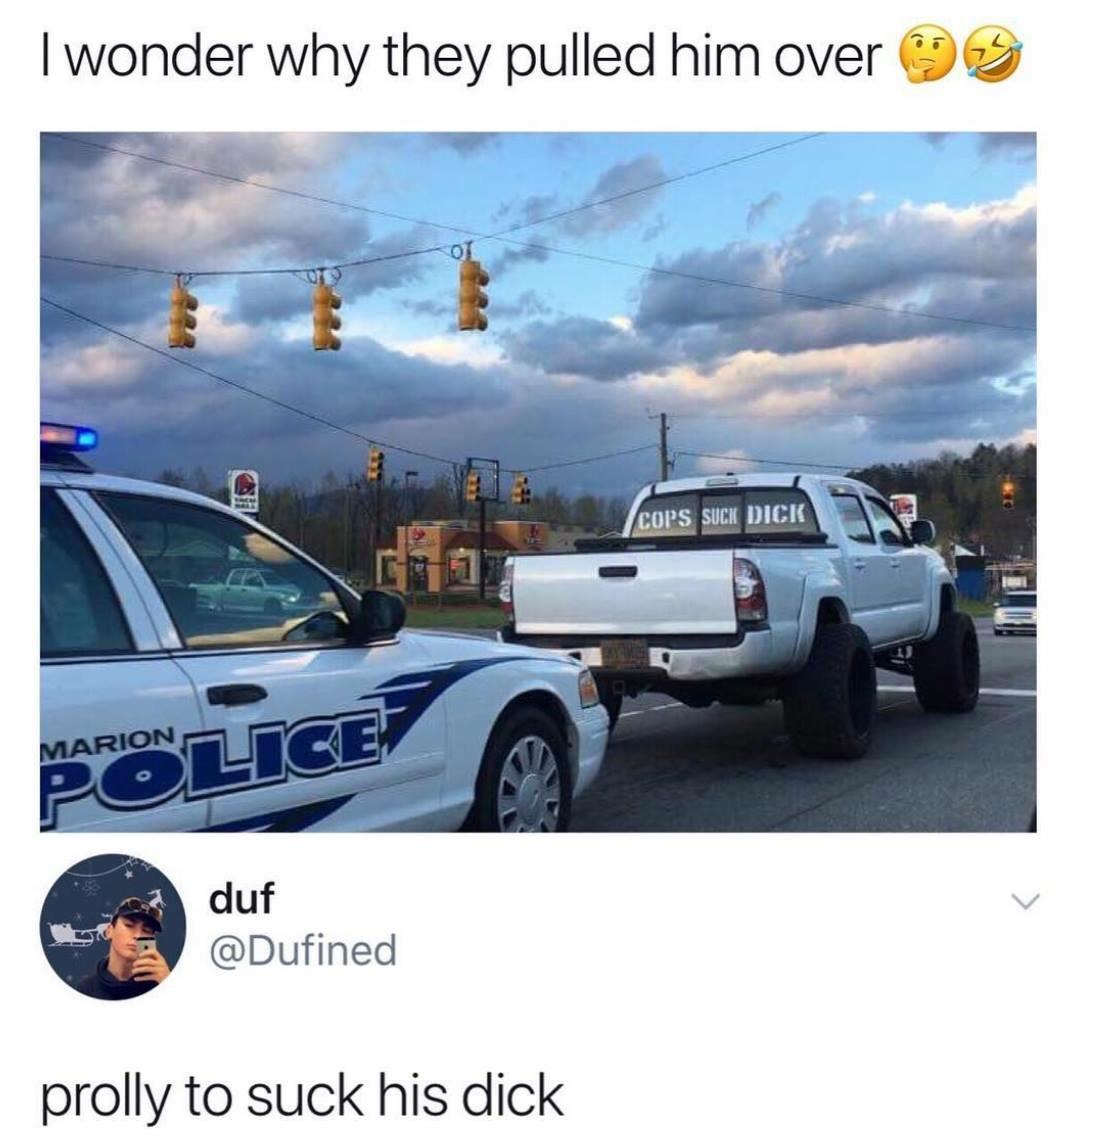 I wonder why they pulled him over 🤔🤣
COPS SUCK DICK
MARION
POLICE
duf
@Dufined
prolly to suck his dick